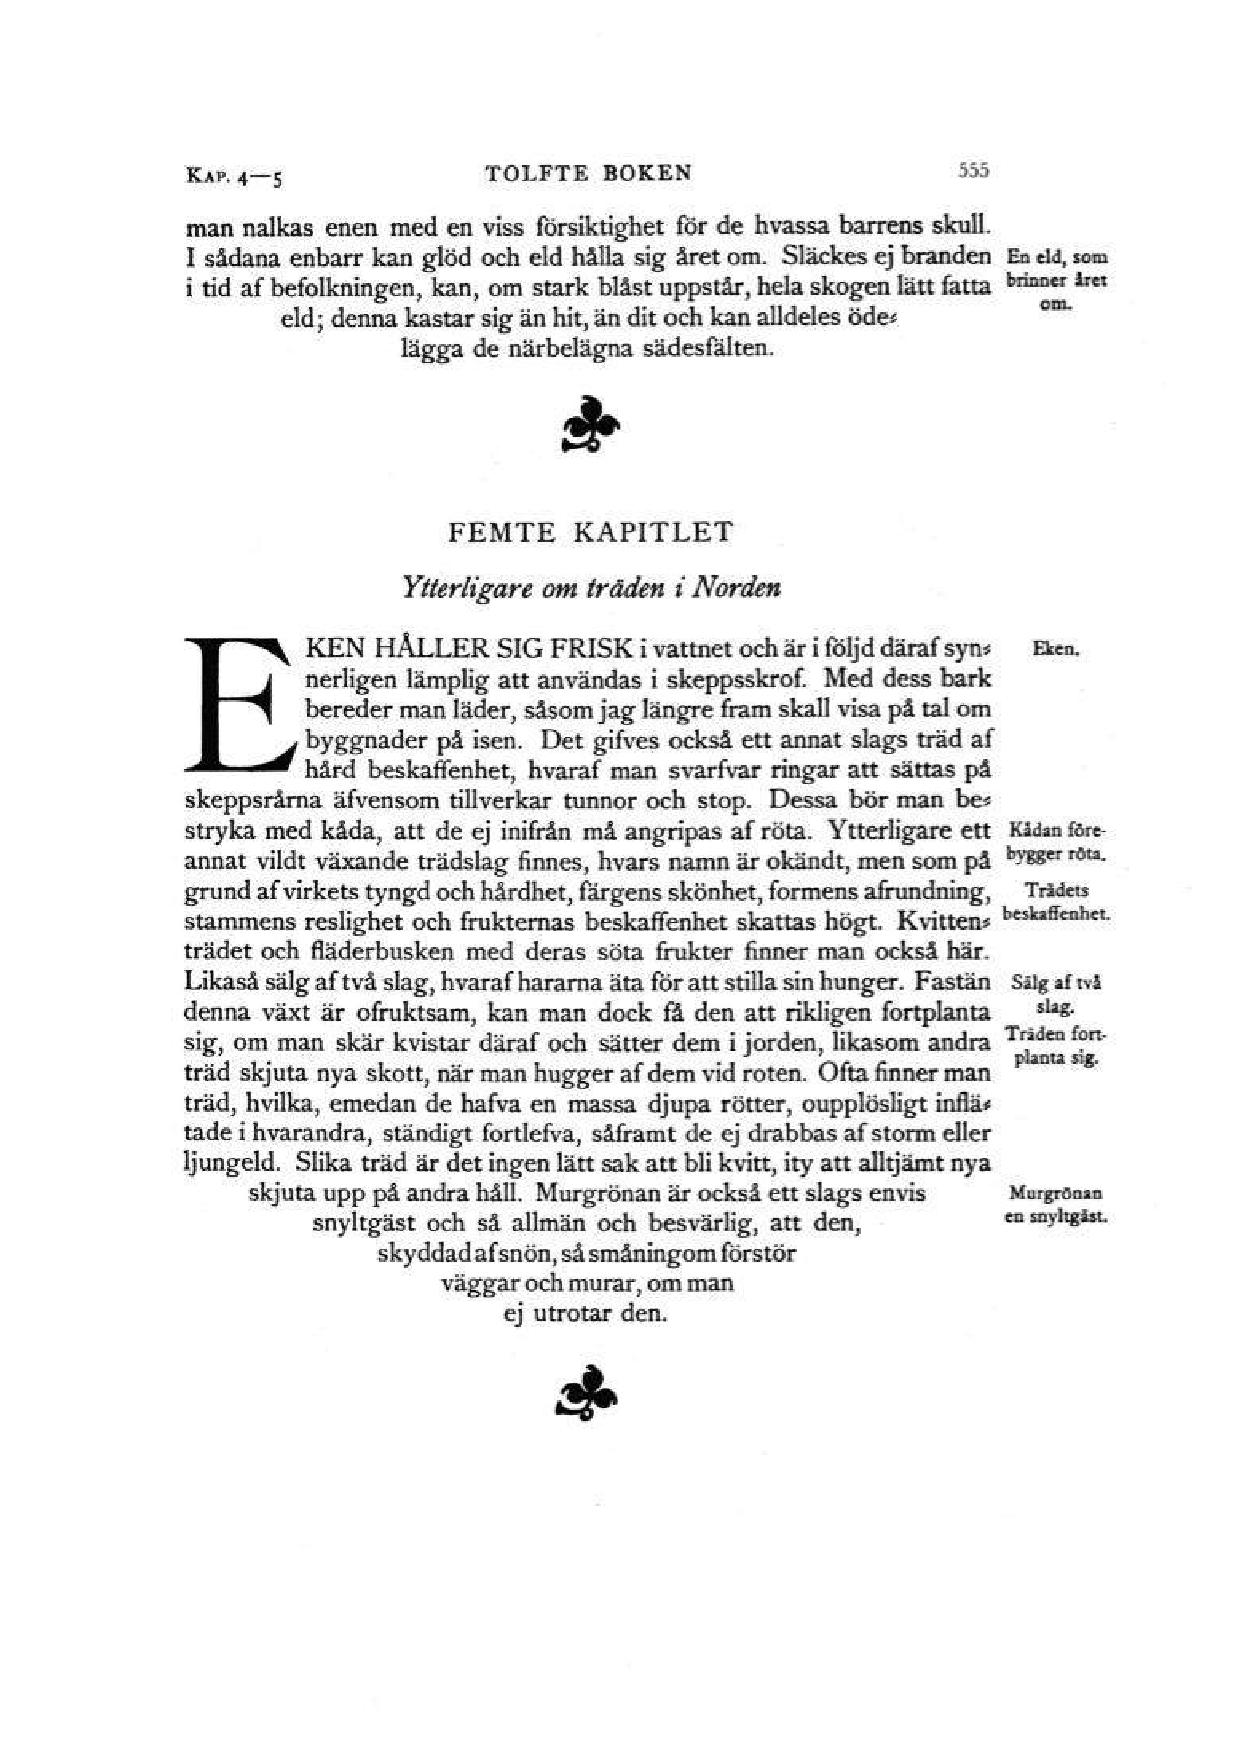 KAP. 4—5 TOLFTE BOKEN 555
man nalkas enen med en viss försiktighet för de hvassa barrens skull.
I sådana enbarr kan glöd och eld hålla sig året om. Släckes ej branden
i tid af befolkningen, kan, om stark blåst uppstår, hela skogen lätt fatta
eld; denna kastar sig än hit, än dit och kan alldeles öde-
lägga de närbelägna sädesfälten.
En eld, som
brinner året
om.
FEMTE KAPITLET
Ytterligare om träden i Norden
EKEN HÅLLER SIG FRISK i vattnet och är i följd däraf syn-
nerligen lämplig att användas i skeppsskrof. Med dess bark
bereder man läder, såsom jag längre fram skall visa på tal om
byggnader på isen. Det gifves också ett annat slags träd af
hård beskaffenhet, hvaraf man svarfvar ringar att sättas på
skeppsrårna äfvensom tillverkar tunnor och stop. Dessa bör man be-
stryka med kåda, att de ej inifrån må angripas af röta. Ytterligare ett
annat vildt växande trädslag finnes, hvars namn är okändt, men som på
grund af virkets tyngd och hårdhet, färgens skönhet, formens afrundning,
stammens reslighet och frukternas beskaffenhet skattas högt. Kvitten-
trädet och fläderbusken med deras söta frukter finner man också här.
Likaså sälg af två slag, hvaraf hararna äta för att stilla sin hunger. Fastän
denna växt är ofruktsam, kan man dock få den att rikligen fortplanta
sig, om man skär kvistar däraf och sätter dem i jorden, likasom andra
träd skjuta nya skott, när man hugger af dem vid roten. Ofta finner man
träd, hvilka, emedan de hafva en massa djupa rötter, oupplösligt inflä-
tade i hvarandra, ständigt fortlefva, såframt de ej drabbas af storm eller
ljungeld. Slika träd är det ingen lätt sak att bli kvitt, ity att alltjämt nya
skjuta upp på andra håll. Murgrönan är också ett slags envis
snyltgäst och så allmän och besvärlig, att den,
skyddad af snön, så småningom förstör
väggar och murar, om man
ej utrotar den.
Eken.
Kådan före-
bygger röta.
Trädets
beskaffenhet.
Sälg af två
slag.
Träden fort-
planta sig.
Murgrönan
en snyltgäst.